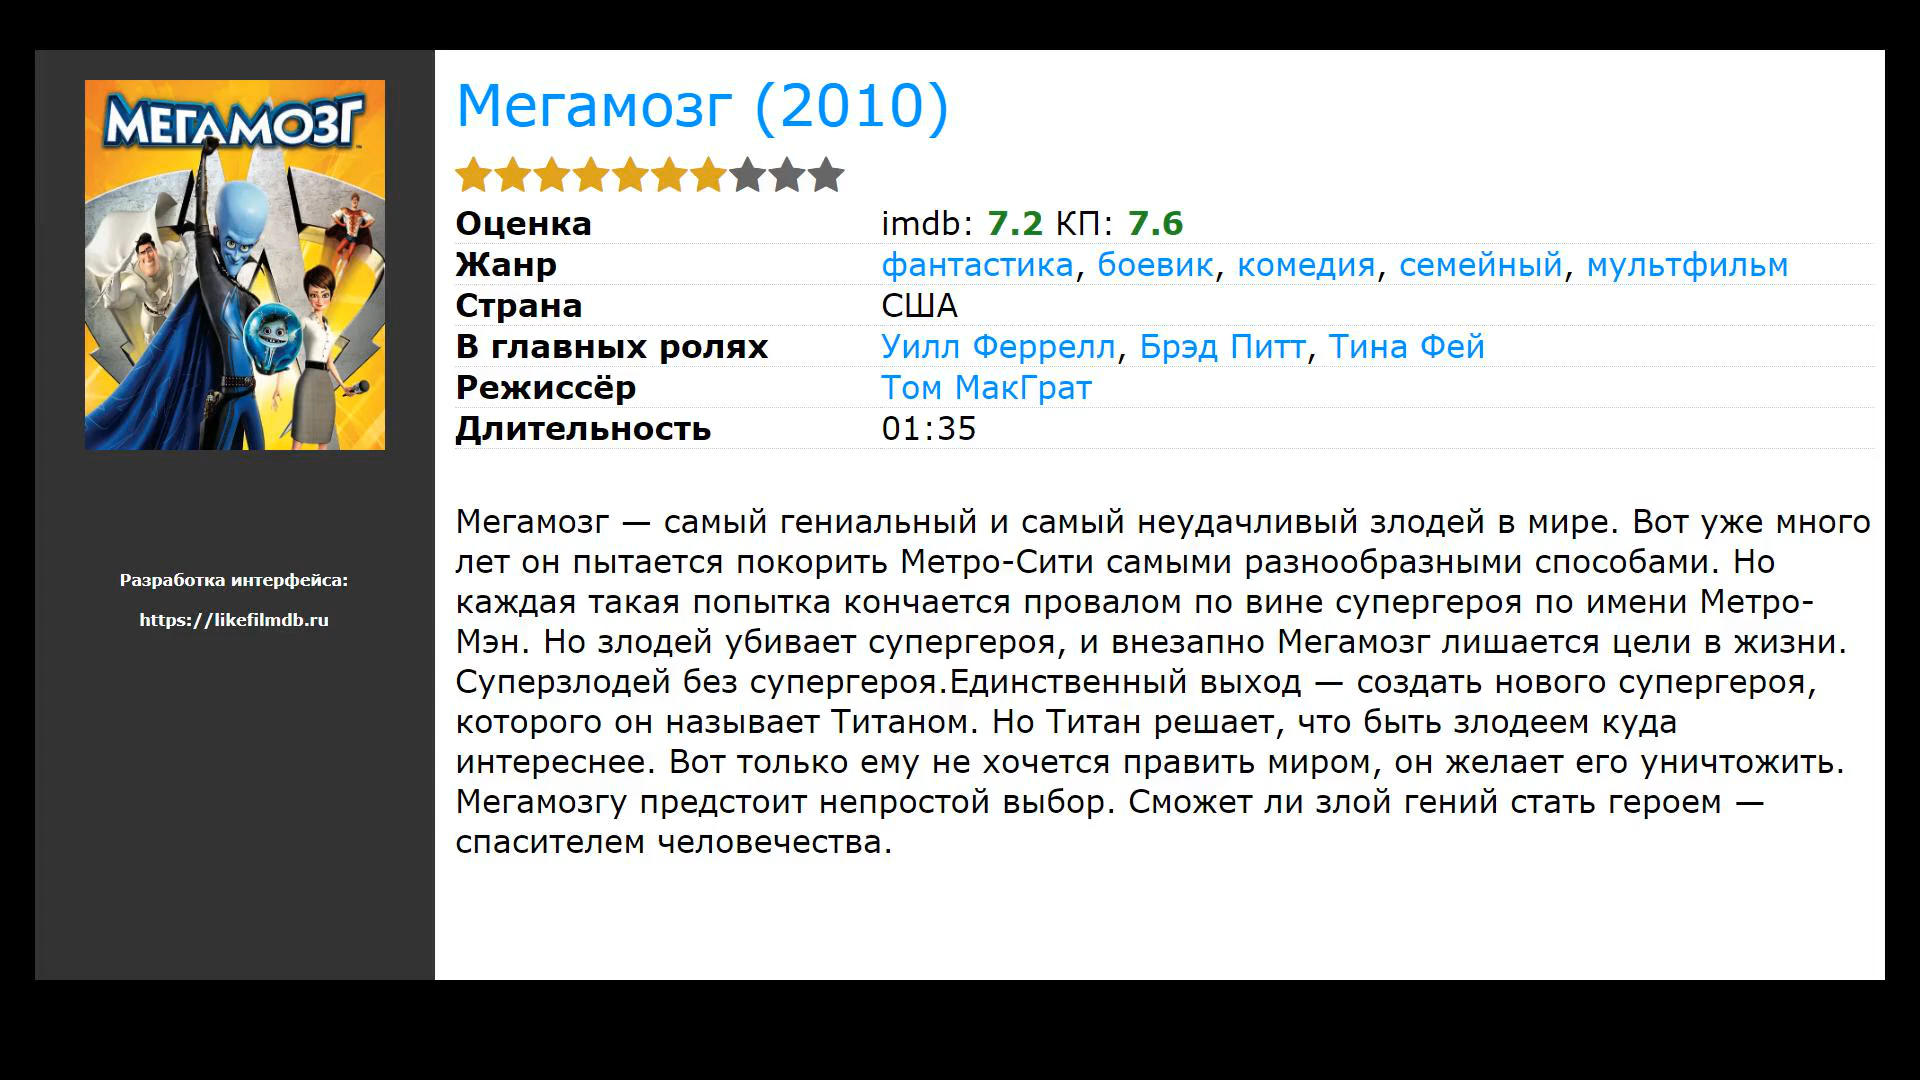 МЕГАМОЗГ
Разработка интерфейса:
https://likefilmdb.ru
Мегамозг (2010)
Оценка imdb: 7.2 КП: 7.6
Жанр фантастика, боевик, комедия, семейный, мультфильм
Страна США
В главных ролях Уилл Феррелл, Брэд Питт, Тина Фей
Режиссёр Том МакГрат
Длительность 01:35
Мегамозг — самый гениальный и самый неудачливый злодей в мире. Вот уже много
лет он пытается покорить Метро-Сити самыми разнообразными способами. Но
каждая такая попытка кончается провалом по вине супергероя по имени Метро-
Мэн. Но злодей убивает супергероя, и внезапно Мегамозг лишается цели в жизни.
Суперзлодей без супергероя.Единственный выход — создать нового супергероя,
которого он называет Титаном. Но Титан решает, что быть злодеем куда
интереснее. Вот только ему не хочется править миром, он желает его уничтожить.
Мегамозгу предстоит непростой выбор. Сможет ли злой гений стать героем —
спасителем человечества.